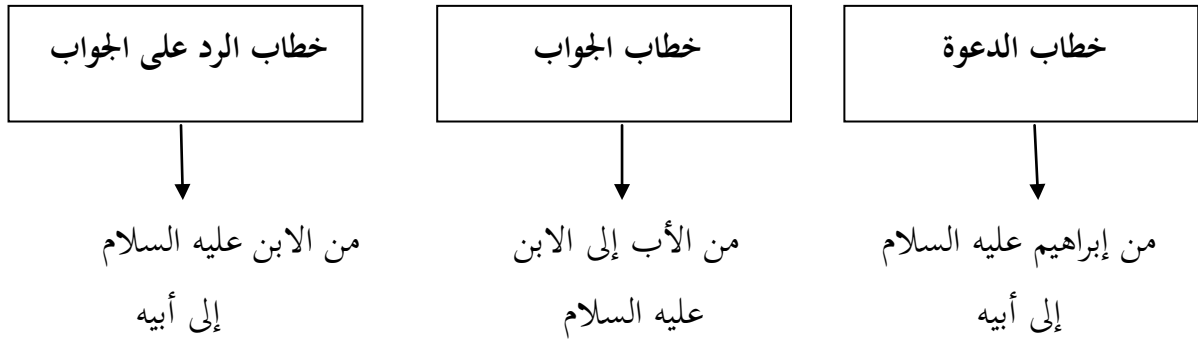 خطاب الدعوة
خطاب الجواب
خطاب الرد على الجواب
من إبراهيم عليه السلام
إلى أبيه
من الأب إلى الابن
عليه السلام
من الابن عليه السلام
إلى أبيه